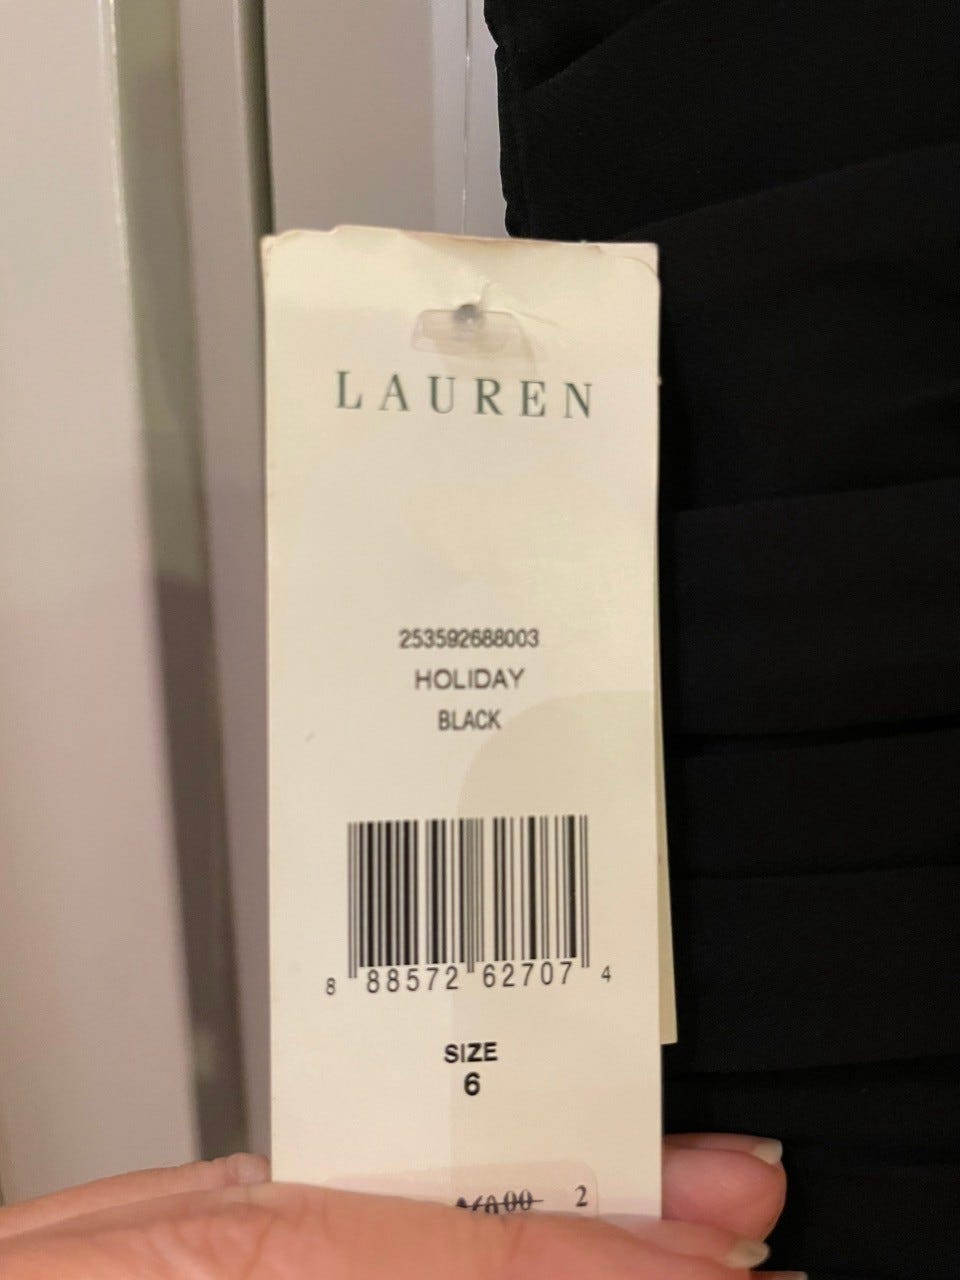 LAUREN
253592688003
HOLIDAY
BLACK
8 88572 62707 4
SIZE
6
2